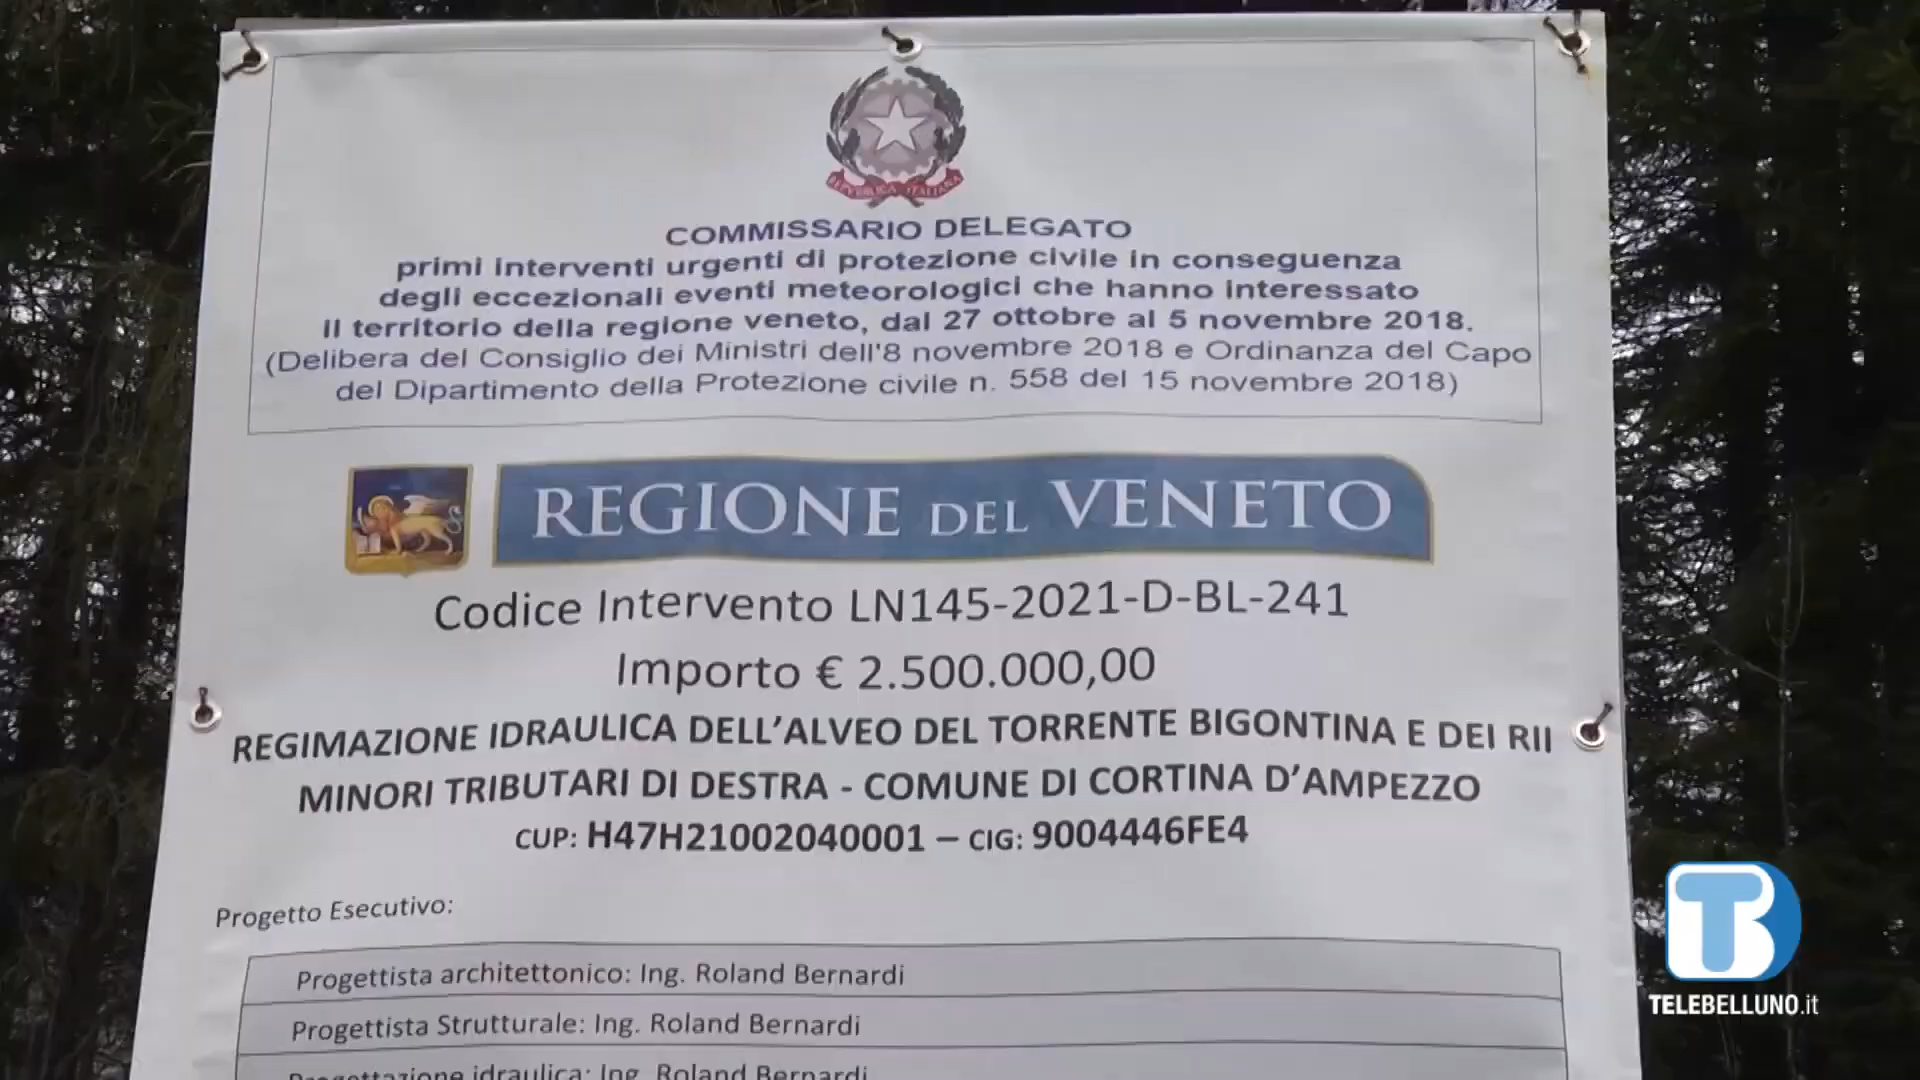 REPVBBLICA ITALIANA
COMMISSARIO DELEGATO
primi interventi urgenti di protezione civile in conseguenza
degli eccezionali eventi meteorologici che hanno interessato
il territorio della regione veneto, dal 27 ottobre al 5 novembre 2018.
(Delibera del Consiglio dei Ministri dell'8 novembre 2018 e Ordinanza del Capo
del Dipartimento della Protezione civile n. 558 del 15 novembre 2018)
REGIONE DEL VENETO
Codice Intervento LN145-2021-D-BL-241
Importo € 2.500.000,00
REGIMAZIONE IDRAULICA DELL'ALVEO DEL TORRENTE BIGONTINA E DEI RII
MINORI TRIBUTARI DI DESTRA - COMUNE DI CORTINA D'AMPEZZO
CUP: H47H21002040001 – CIG: 9004446FE4
Progetto Esecutivo:
Progettista architettonico: Ing. Roland Bernardi
Progettista Strutturale: Ing. Roland Bernardi
Progettazione idraulica: Ing. Roland Bernardi
TB
TELEBELLUNO.it